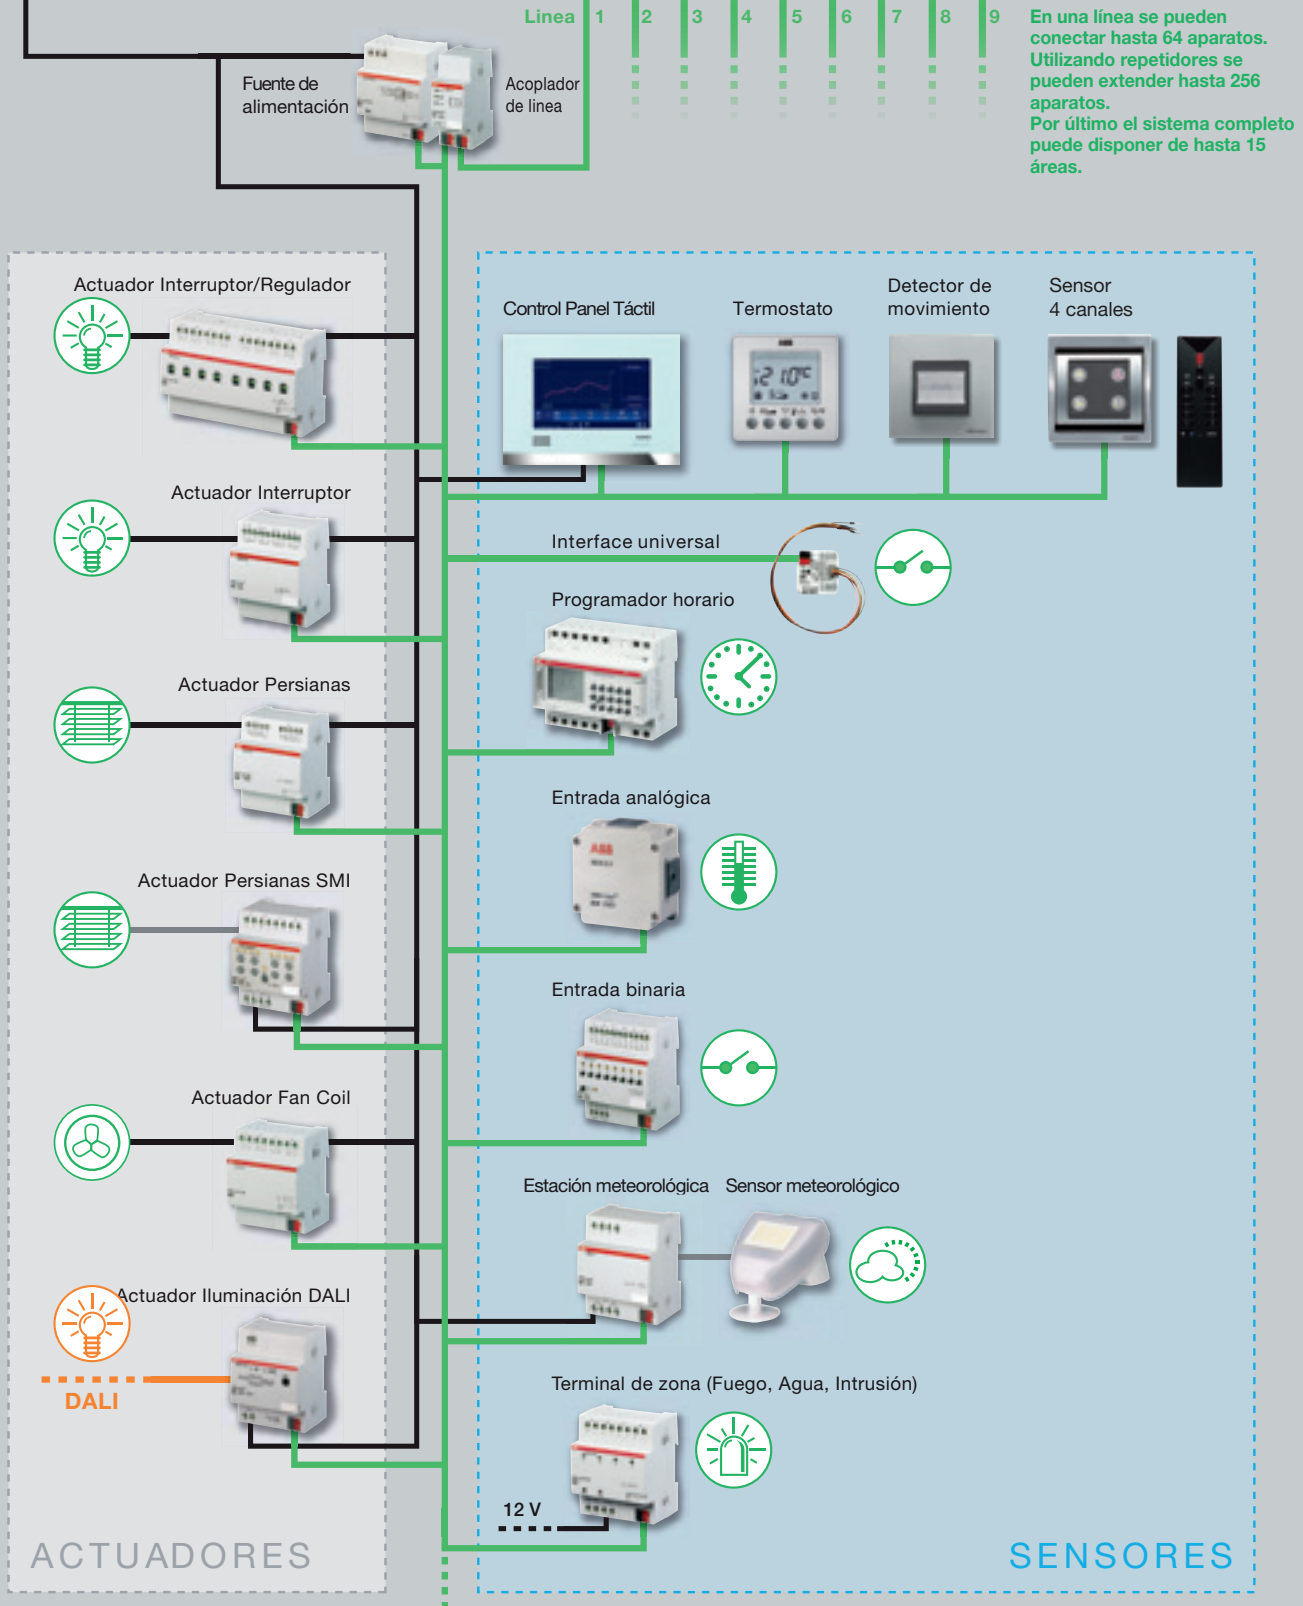 Linea 1 2 3 4 5 6 7 8 9
En una línea se pueden
conectar hasta 64 aparatos.
Utilizando repetidores se
pueden extender hasta 256
aparatos.
Por último el sistema completo
puede disponer de hasta 15
áreas.
Fuente de
alimentación
Acoplador
de linea
Actuador Interruptor/Regulador
Actuador Interruptor
Actuador Persianas
Actuador Persianas SMI
Actuador Fan Coil
Actuador Iluminación DALI
DALI
ACTUADORES
Control Panel Táctil
Termostato
Detector de
movimiento
Sensor
4 canales
Interface universal
Programador horario
Entrada analógica
ABB
Entrada binaria
Estación meteorológica
Sensor meteorológico
Terminal de zona (Fuego, Agua, Intrusión)
12 V
SENSORES